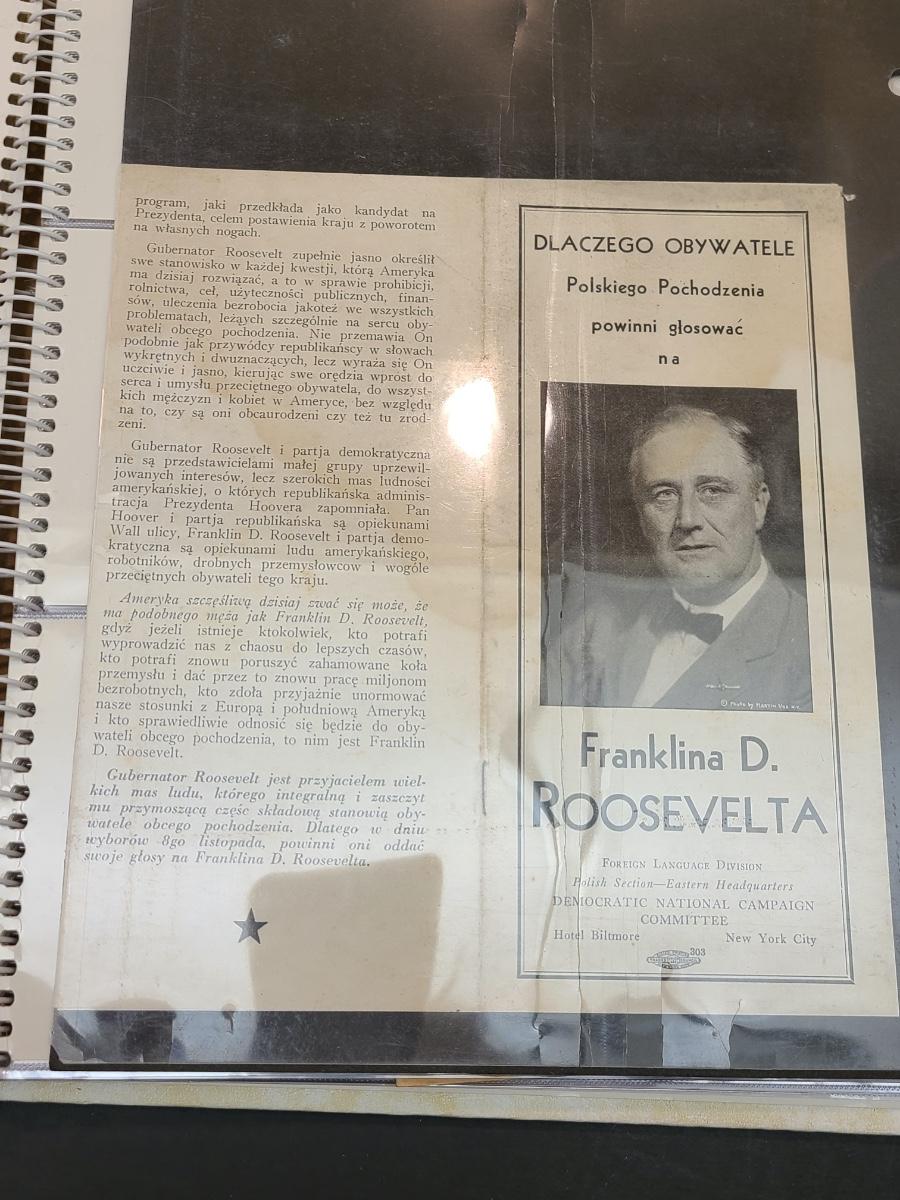 program, jaki przedkłada jako kandydat na
Prezydenta, celem postawienia kraju z poworotem
na własnych nogach.
Gubernator Roosevelt zupełnie jasno określił
swe stanowisko w każdej kwestji, którą Ameryka
ma dzisiaj rozwiązać, a to w sprawie prohibicji,
rolnictwa, ceł, użyteczności publicznych, finan-
sów, uleczenia bezrobocia jakoteż we wszystkich
problematach, leżących szczególnie na sercu oby-
wateli obcego pochodzenia. Nie przemawia On
podobnie jak przywódcy republikańscy w słowach
wykrętnych i dwuznaczących, lecz wyraża się On
uczciwie i jasno, kierując swe orędzia wprost do
serca i umysłu przeciętnego obywatela, do wszyst-
kich mężczyzn i kobiet w Ameryce, bez względu
na to, czy są oni obcaurodzeni czy też tu zrod-
zeni.
Gubernator Roosevelt i partja demokratyczna
nie są przedstawicielami małej grupy uprzewil-
jowanych interesów, lecz szerokich mas ludności
amerykańskiej, o których republikańska adminis-
tracja Prezydenta Hoovera zapomniała. Pan
Hoover i partja republikańska są opiekunami
Wall ulicy, Franklin D. Roosevelt i partja demo-
kratyczna są opiekunami ludu amerykańskiego,
robotników, drobnych przemysłowcow i wogóle
przeciętnych obywateli tego kraju.
Ameryka szczęśliwą dzisiaj zwać się może, że
ma podobnego męża jak Franklin D. Roosevelt,
gdyż jeżeli istnieje ktokolwiek, kto potrafi
wyprowadzić nas z chaosu do lepszych czasów,
kto potrafi znowu poruszyć zahamowane koła
przemysłu i dać przez to znowu pracę miljonom
bezrobotnych, kto zdoła przyjaźnie unormować
nasze stosunki z Europą i południową Ameryką
i kto sprawiedliwie odnosić się będzie do oby-
wateli obcego pochodzenia, to nim jest Franklin
D. Roosevelt.
Gubernator Roosevelt jest przyjacielem wiel-
kich mas ludu, którego integralną i zaszczyt
mu przymoszącą częśc składową stanowią oby-
watele obcego pochodzenia. Dlatego w dniu
wyborów 8go listopada, powinni oni oddać
swoje głosy na Franklina D. Roosevelta.
DLACZEGO OBYWATELE
Polskiego Pochodzenia
powinni głosować
na
© Photo by MARTIN VOS N.Y.
Franklina D.
ROOSEVELTA
FOREIGN LANGUAGE DIVISION
Polish Section—Eastern Headquarters
DEMOCRATIC NATIONAL CAMPAIGN
COMMITTEE
Hotel Biltmore New York City
303